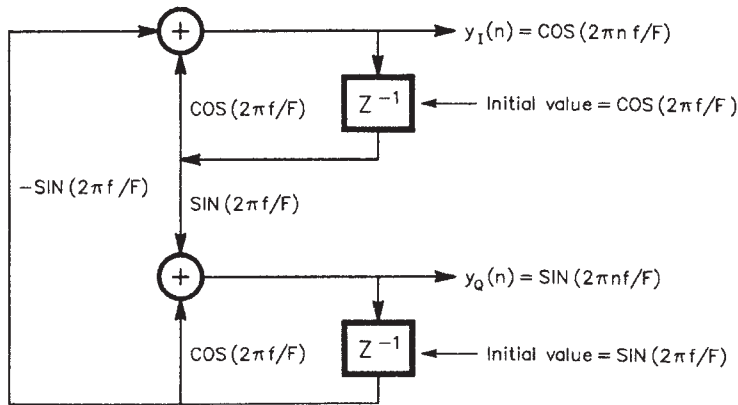 +
y_I(n) = COS(2πn f/F)
COS(2πf/F)
Z⁻¹
Initial value = COS(2πf/F)
−SIN(2πf/F)
SIN(2πf/F)
+
y_Q(n) = SIN(2πnf/F)
COS(2πf/F)
Z⁻¹
Initial value = SIN(2πf/F)